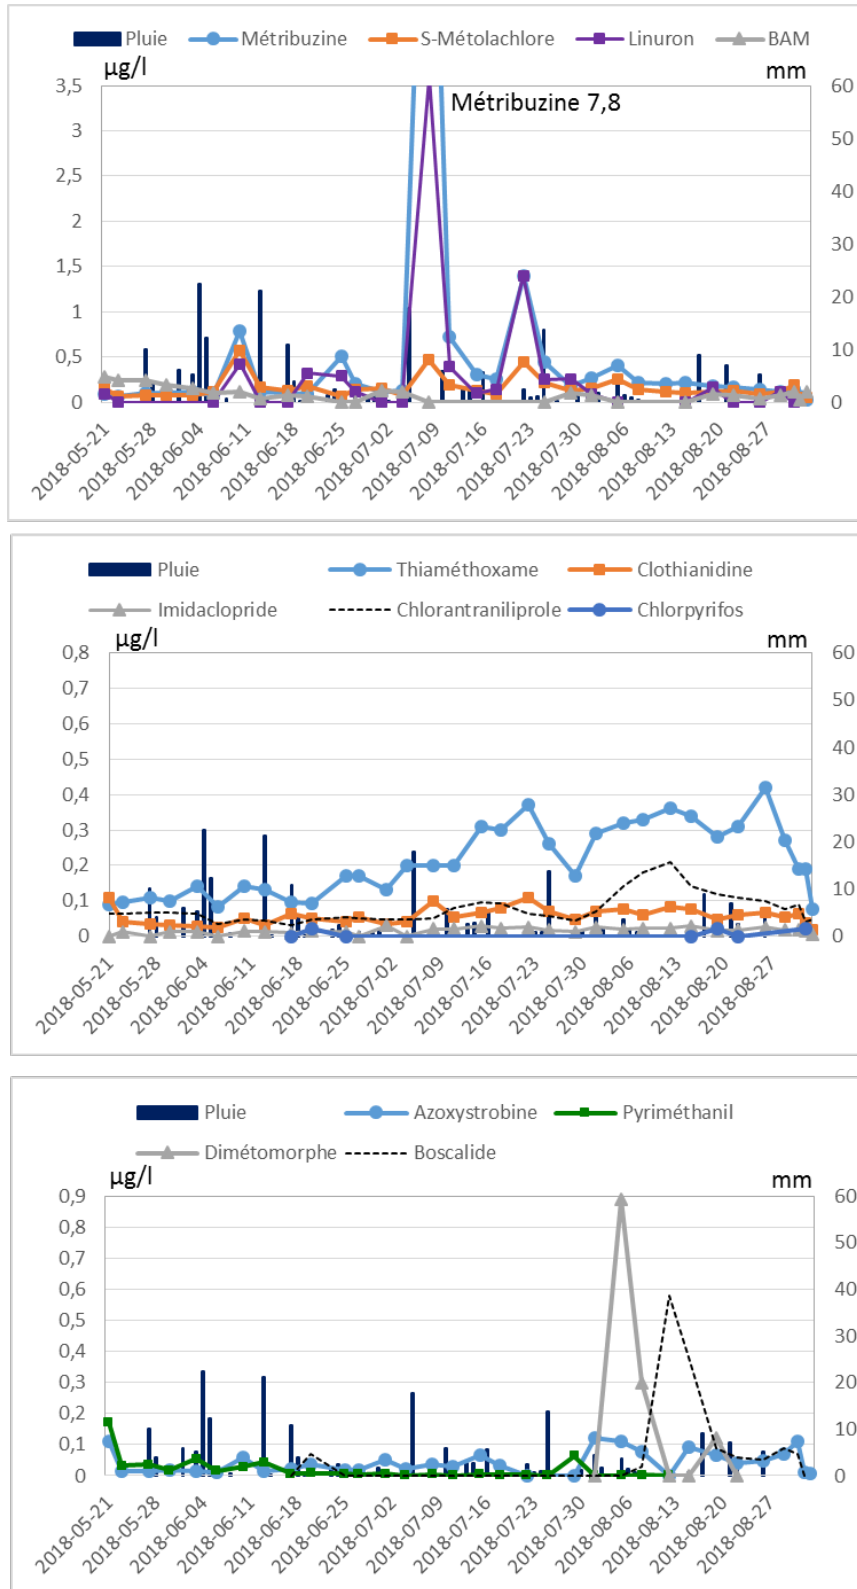 Pluie Métribuzine S-Métolachlore Linuron BAM
µg/l mm
3,5 60
3 50
2,5
2 40
1,5 30
1 20
0,5 10
0 0
Métribuzine 7,8
2018-05-21 2018-05-28 2018-06-04 2018-06-11 2018-06-18 2018-06-25 2018-07-02 2018-07-09 2018-07-16 2018-07-23 2018-07-30 2018-08-06 2018-08-13 2018-08-20 2018-08-27
Pluie Thiaméthoxame Clothianidine
Imidaclopride Chlorantraniliprole Chlorpyrifos
µg/l mm
0,8 60
0,7 50
0,6
0,5 40
0,4 30
0,3 20
0,2
0,1 10
0 0
2018-05-21 2018-05-28 2018-06-04 2018-06-11 2018-06-18 2018-06-25 2018-07-02 2018-07-09 2018-07-16 2018-07-23 2018-07-30 2018-08-06 2018-08-13 2018-08-20 2018-08-27
Pluie Azoxystrobine Pyriméthanil
Dimétomorphe Boscalide
µg/l mm
0,9 60
0,8 50
0,7
0,6 40
0,5 30
0,4
0,3 20
0,2 10
0,1
0 0
2018-05-21 2018-05-28 2018-06-04 2018-06-11 2018-06-18 2018-06-25 2018-07-02 2018-07-09 2018-07-16 2018-07-23 2018-07-30 2018-08-06 2018-08-13 2018-08-20 2018-08-27